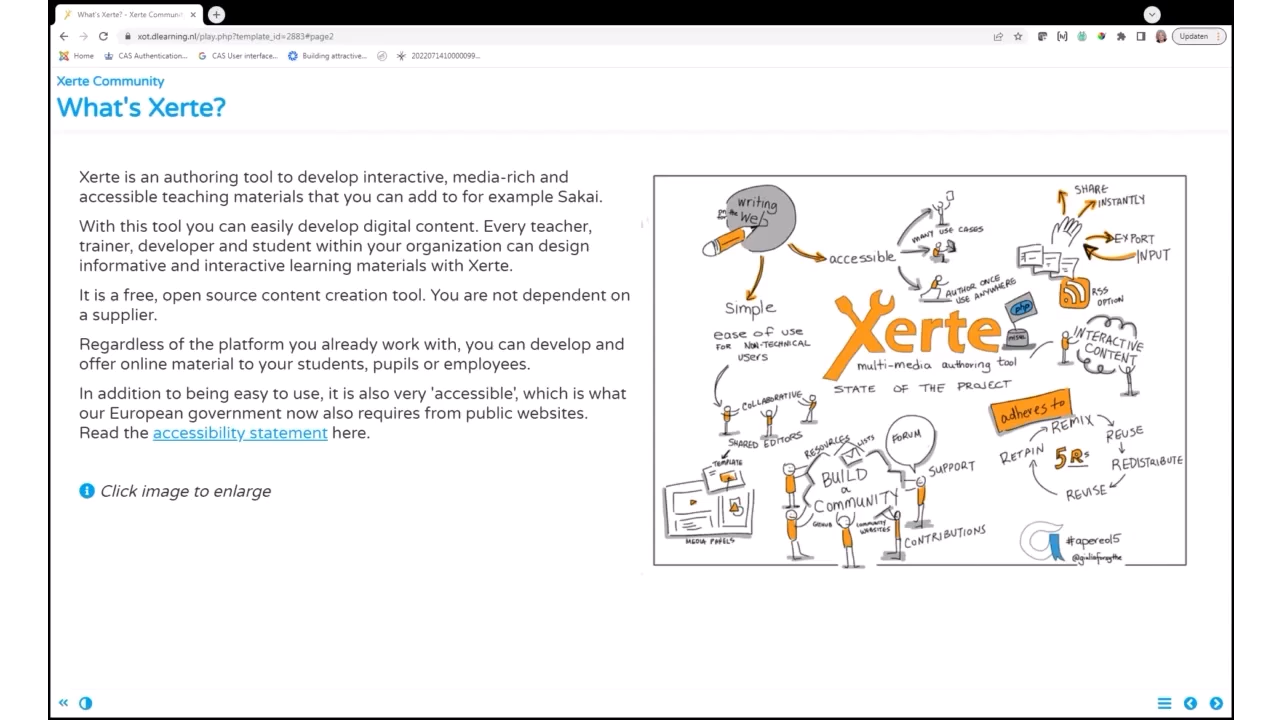 What's Xerte? - Xerte Communi
xot.dlearning.nl/play.php?template_id=2883#page2
Updaten
Home
CAS Authentication...
CAS User interface...
Building attractive...
2022071410000099...
Xerte Community
What's Xerte?
Xerte is an authoring tool to develop interactive, media-rich and
accessible teaching materials that you can add to for example Sakai.
With this tool you can easily develop digital content. Every teacher,
trainer, developer and student within your organization can design
informative and interactive learning materials with Xerte.
It is a free, open source content creation tool. You are not dependent on
a supplier.
Regardless of the platform you already work with, you can develop and
offer online material to your students, pupils or employees.
In addition to being easy to use, it is also very 'accessible', which is what
our European government now also requires from public websites.
Read the accessibility statement here.
Click image to enlarge
writing
on the
web
accessible
MANY USE CASES
AUTHOR ONCE
USE ANYWHERE
SHARE
INSTANTLY
EXPORT
INPUT
RSS
OPTION
Simple
ease of use
FOR NON-TECHNICAL
users
Xerte
multi-media authoring tool
STATE OF THE PROJECT
php
INTERACTIVE
CONTENT
COLLABORATIVE
SHARED EDITORS
TEMPLATE
MEDIA PANELS
RESOURCES
LISTS
FORUM
SUPPORT
BUILD
a
COMMUNITY
GITHUB
COMMUNITY
WEBSITES
CONTRIBUTIONS
adheres to
REMIX
REUSE
REDISTRIBUTE
REVISE
RETAIN
5Rs
#apereo15
@giuliaforsythe